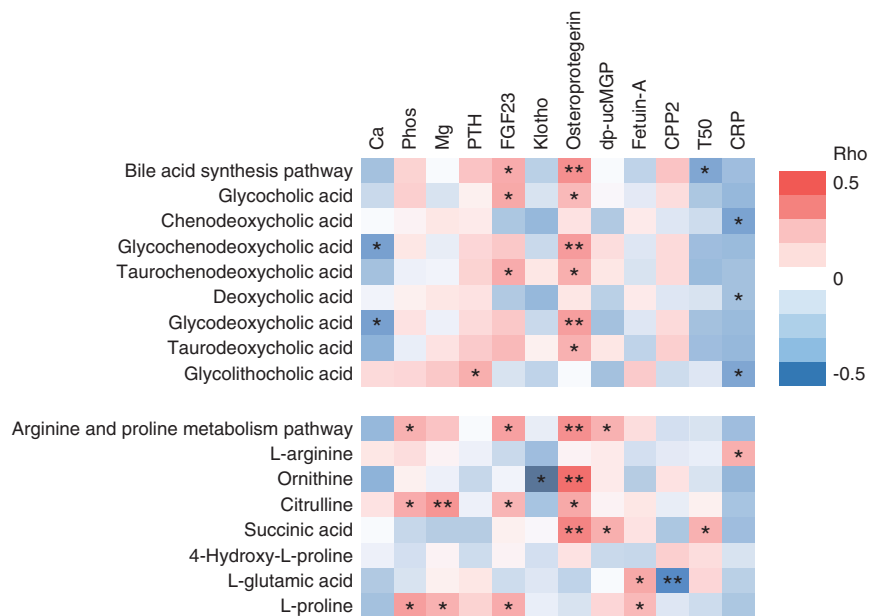 Ca Phos Mg PTH FGF23 Klotho Osteroprotegerin dp-ucMGP Fetuin-A CPP2 T50 CRP
Rho
0.5
0
-0.5
Bile acid synthesis pathway * ** *
Glycocholic acid * *
Chenodeoxycholic acid *
Glycochenodeoxycholic acid * **
Taurochenodeoxycholic acid * *
Deoxycholic acid *
Glycodeoxycholic acid * **
Taurodeoxycholic acid *
Glycolithocholic acid * *
Arginine and proline metabolism pathway * * ** *
L-arginine *
Ornithine * **
Citrulline * ** * *
Succinic acid ** * *
4-Hydroxy-L-proline
L-glutamic acid * **
L-proline * * * *